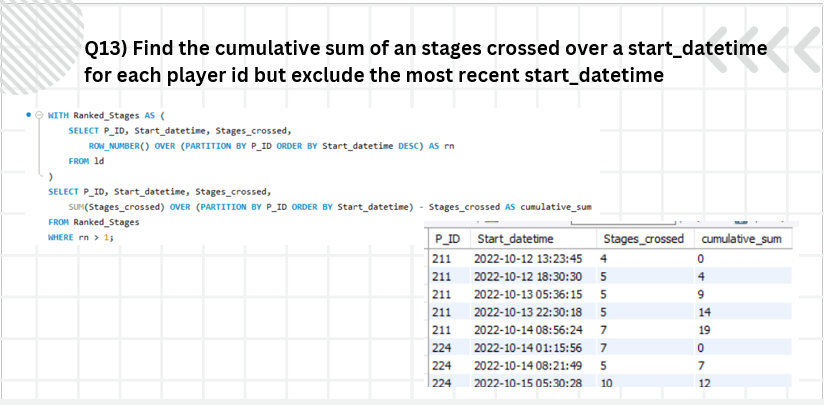 Q13) Find the cumulative sum of an stages crossed over a start_datetime
for each player id but exclude the most recent start_datetime
WITH Ranked_Stages AS (
SELECT P_ID, Start_datetime, Stages_crossed,
ROW_NUMBER() OVER (PARTITION BY P_ID ORDER BY Start_datetime DESC) AS rn
FROM ld
)
SELECT P_ID, Start_datetime, Stages_crossed,
SUM(Stages_crossed) OVER (PARTITION BY P_ID ORDER BY Start_datetime) - Stages_crossed AS cumulative_sum
FROM Ranked_Stages
WHERE rn > 1;
P_ID Start_datetime Stages_crossed cumulative_sum
211 2022-10-12 13:23:45 4 0
211 2022-10-12 18:30:30 5 4
211 2022-10-13 05:36:15 5 9
211 2022-10-13 22:30:18 5 14
211 2022-10-14 08:56:24 7 19
224 2022-10-14 01:15:56 7 0
224 2022-10-14 08:21:49 5 7
224 2022-10-15 05:30:28 10 12